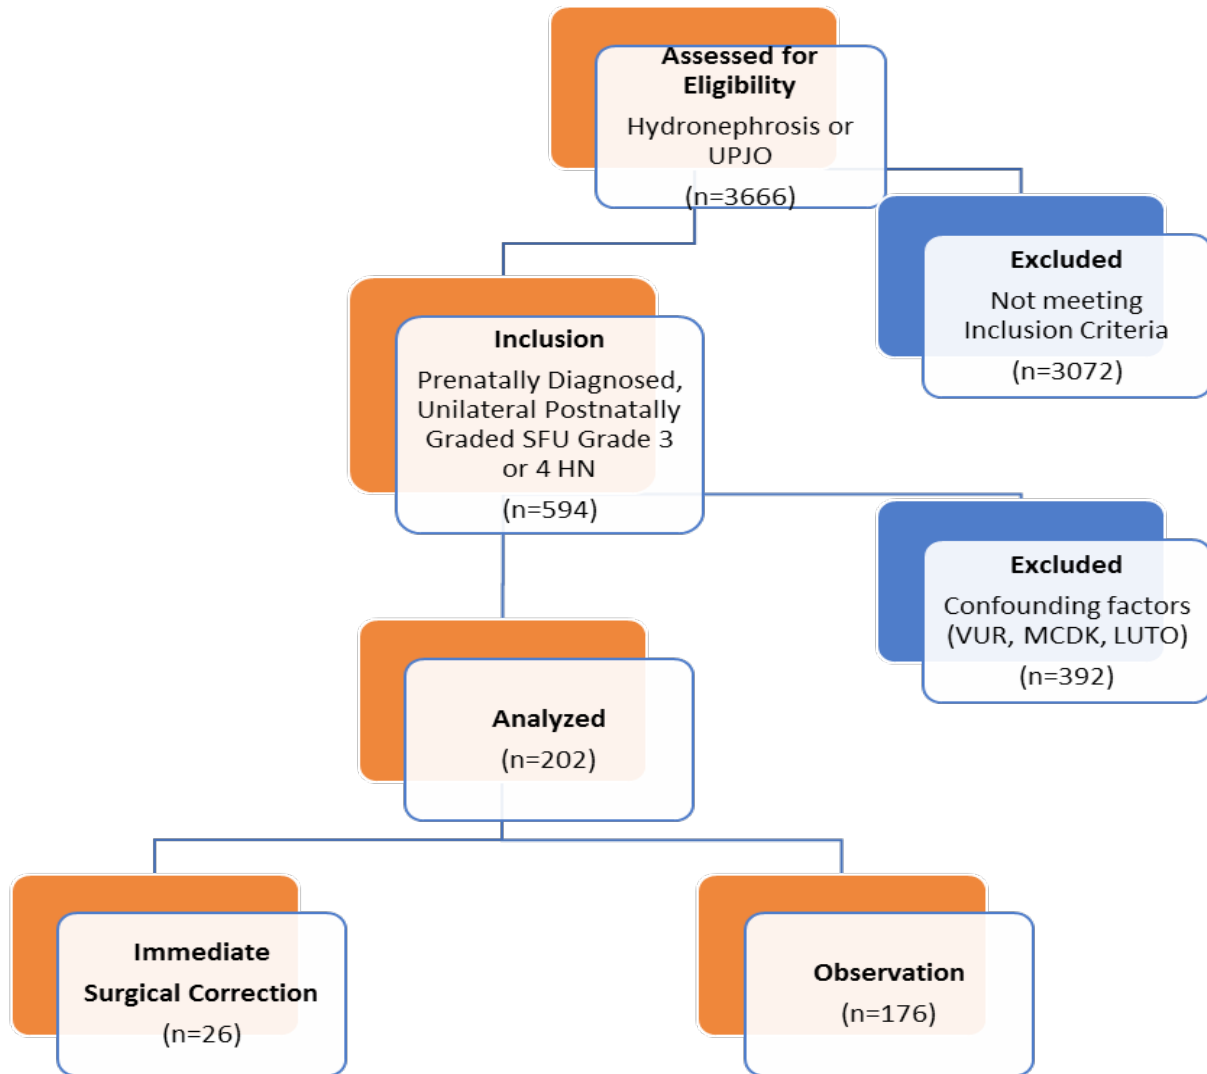 Assessed for
Eligibility
Hydronephrosis or
UPJO
(n=3666)
Excluded
Not meeting
Inclusion Criteria
(n=3072)
Inclusion
Prenatally Diagnosed,
Unilateral Postnatally
Graded SFU Grade 3
or 4 HN
(n=594)
Excluded
Confounding factors
(VUR, MCDK, LUTO)
(n=392)
Analyzed
(n=202)
Immediate
Surgical Correction
(n=26)
Observation
(n=176)